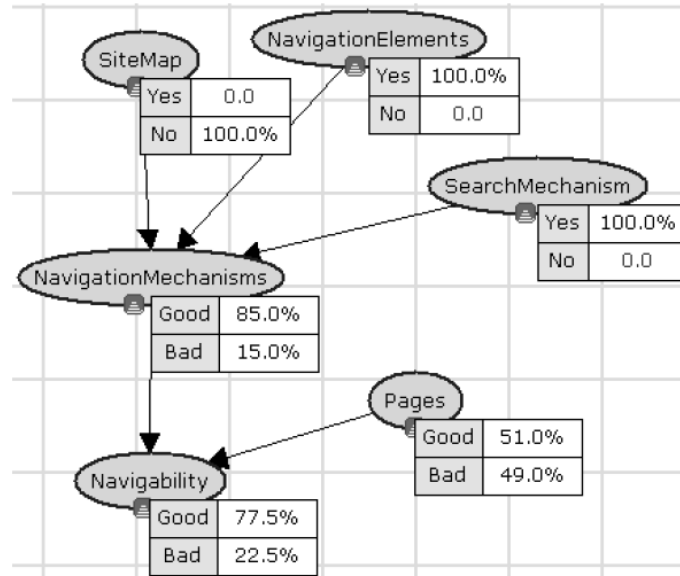 NavigationElements
SiteMap
Yes 100.0%
No 0.0
Yes 0.0
No 100.0%
SearchMechanism
Yes 100.0%
No 0.0
NavigationMechanisms
Good 85.0%
Bad 15.0%
Pages
Good 51.0%
Bad 49.0%
Navigability
Good 77.5%
Bad 22.5%